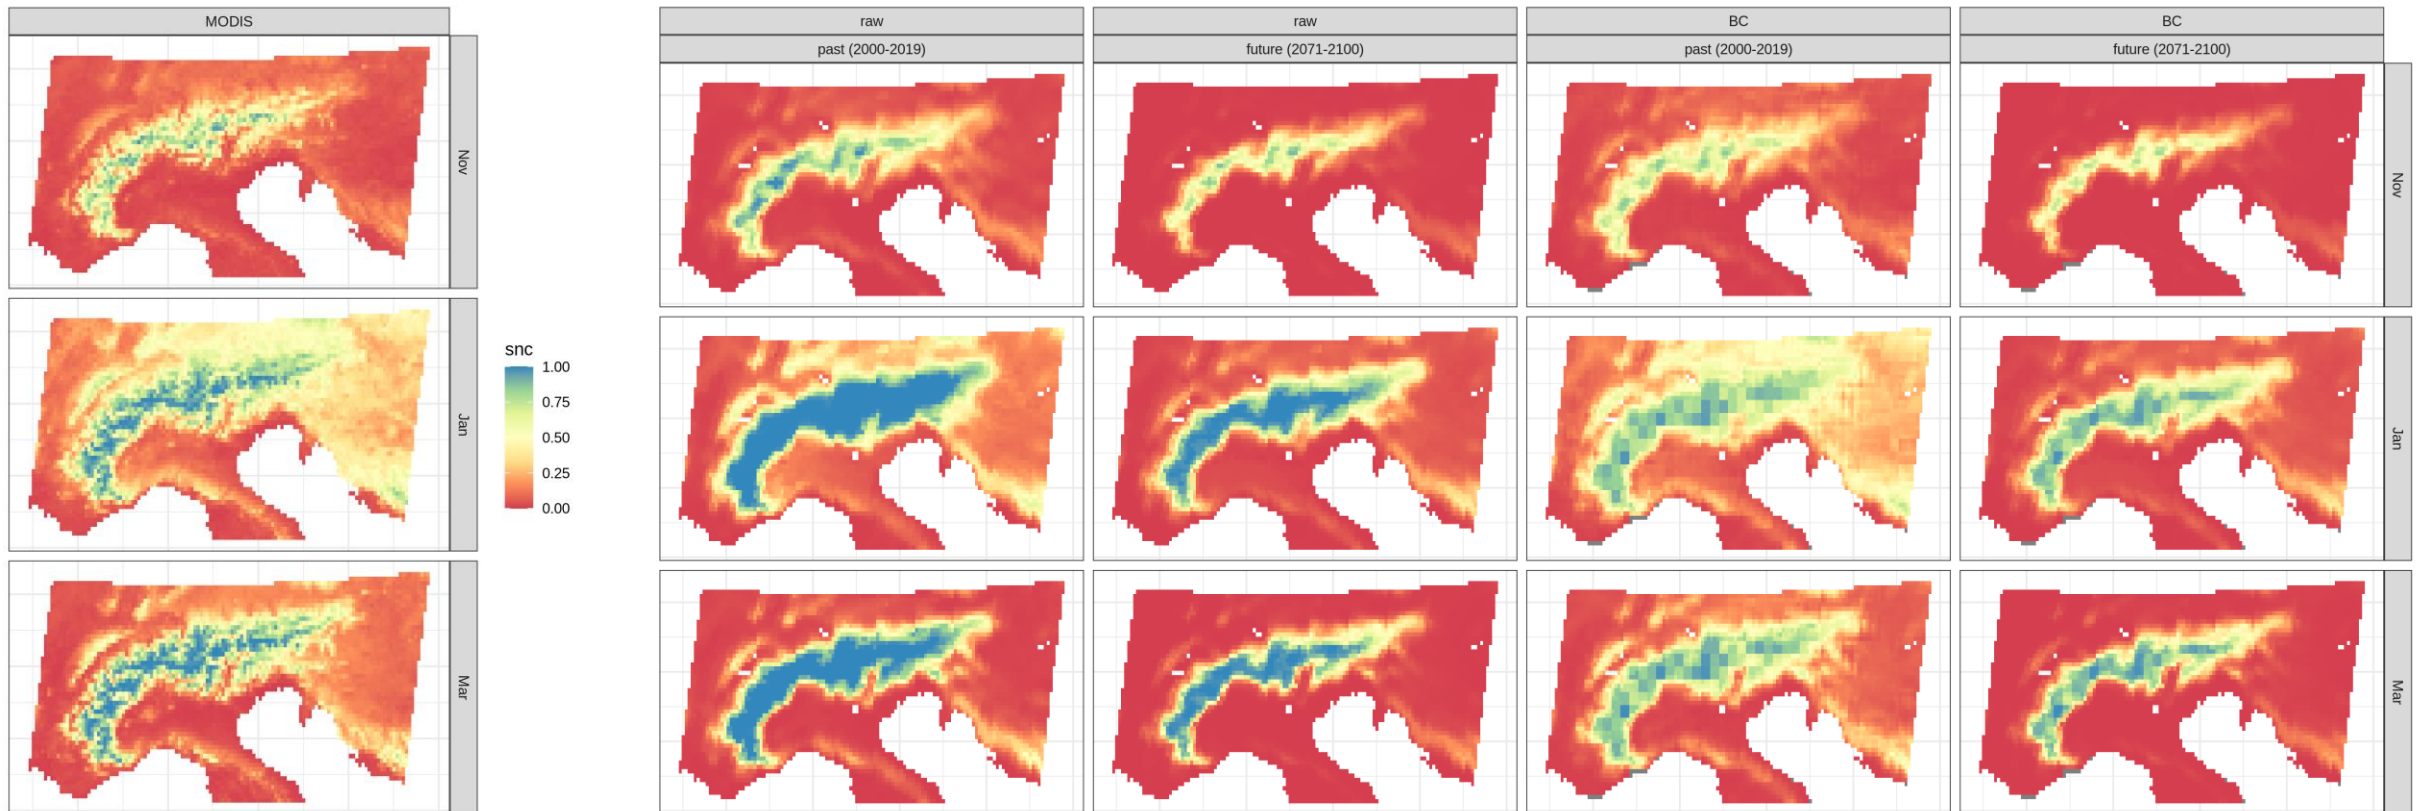 MODIS
Nov
Jan
Mar
snc
1.00
0.75
0.50
0.25
0.00
raw
raw
BC
BC
past (2000-2019)
future (2071-2100)
past (2000-2019)
future (2071-2100)
Nov
Jan
Mar